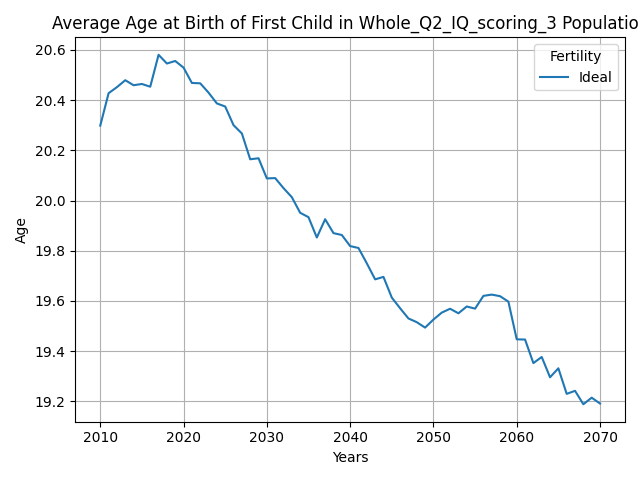 Average Age at Birth of First Child in Whole_Q2_IQ_scoring_3 Populatio
Fertility
Ideal
20.6
20.4
20.2
20.0
19.8
19.6
19.4
19.2
Age
2010 2020 2030 2040 2050 2060 2070
Years